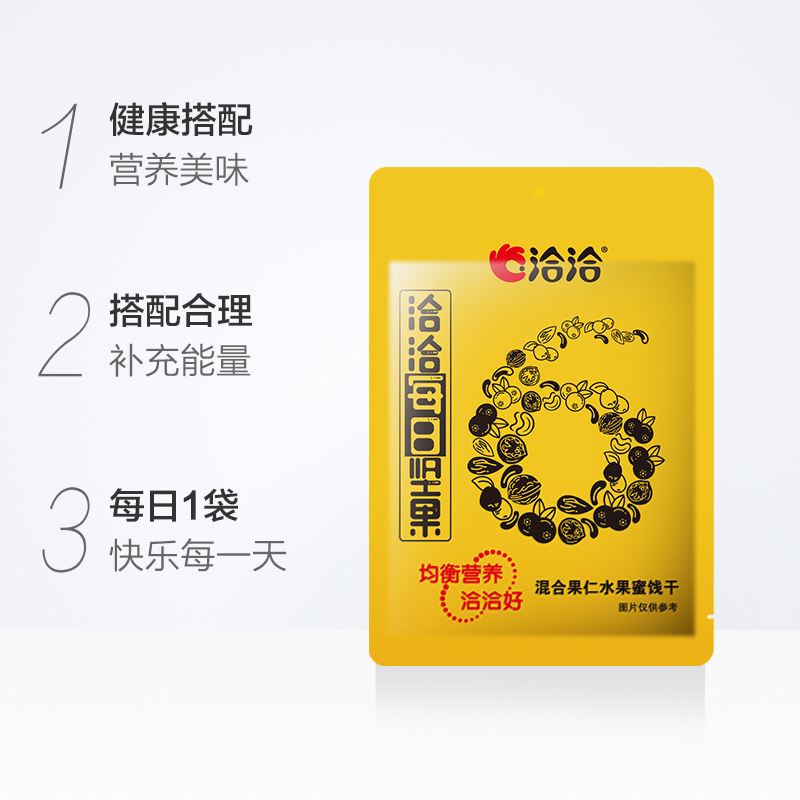 1
健康搭配
营养美味
2
搭配合理
补充能量
3
每日1袋
快乐每一天
洽洽®
洽洽每日坚果
6
均衡营养
洽洽好
混合果仁水果蜜饯干
图片仅供参考